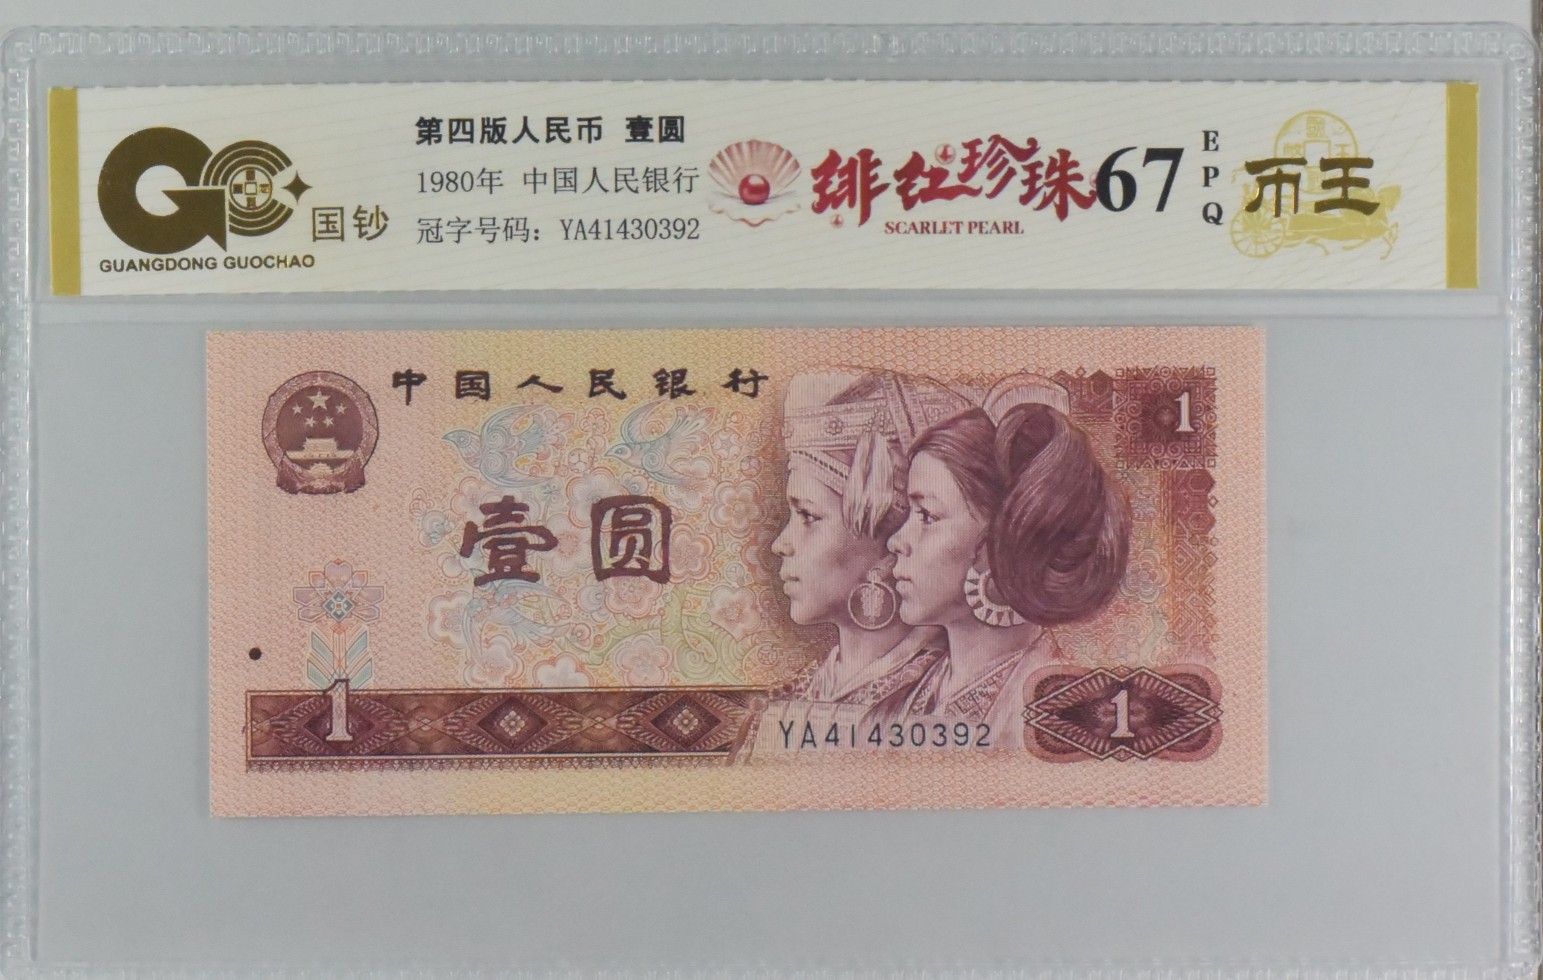 国钞
GUANGDONG GUOCHAO
第四版人民币 壹圆
1980年 中国人民银行
冠字号码：YA41430392
绯红珍珠
SCARLET PEARL
67
EPQ
币王
中国人民银行
1
壹圆
1
YA41430392
1